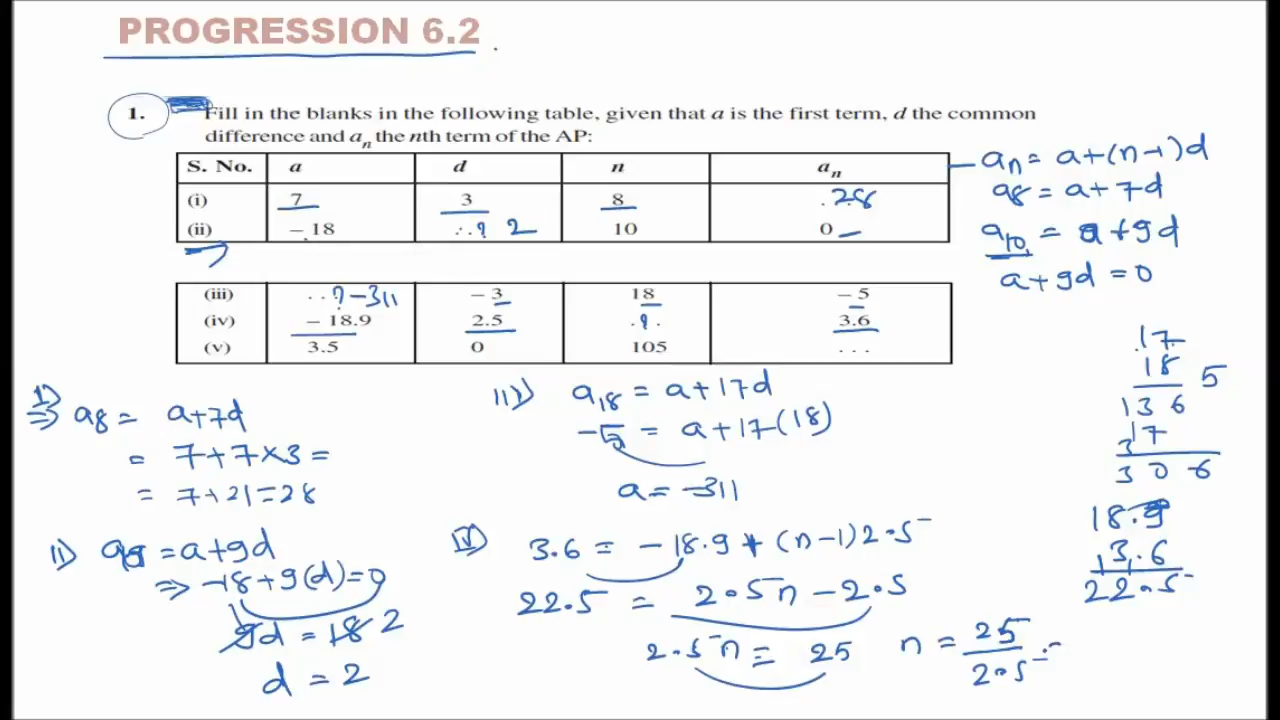 PROGRESSION 6.2
1. Fill in the blanks in the following table, given that a is the first term, d the common
difference and an the nth term of the AP:
S. No. a d n an
(i) 7 3 8 . 28
(ii) – 18 . . ? 2 10 0
(iii) . . ? -311 – 3 18 – 5
(iv) – 18.9 2.5 . ? . 3.6
(v) 3.5 0 105 . . .
an = a+(n-1)d
a8 = a+7d
a10 = a+9d
a+9d = 0
17
18 5
136
17
306
18.9
3.6
22.5
I) ⇒ a8 = a+7d
= 7+7×3 =
= 7+21=28
II) = a+9d
⇒ -18+9(d)=0
9d = 18 2
d = 2
III) a18 = a+17d
-5 = a+17(18)
a = -311
IV) 3.6 = -18.9 + (n-1)2.5
22.5 = 2.5n - 2.5
2.5n = 25 n = 25
2.5 =